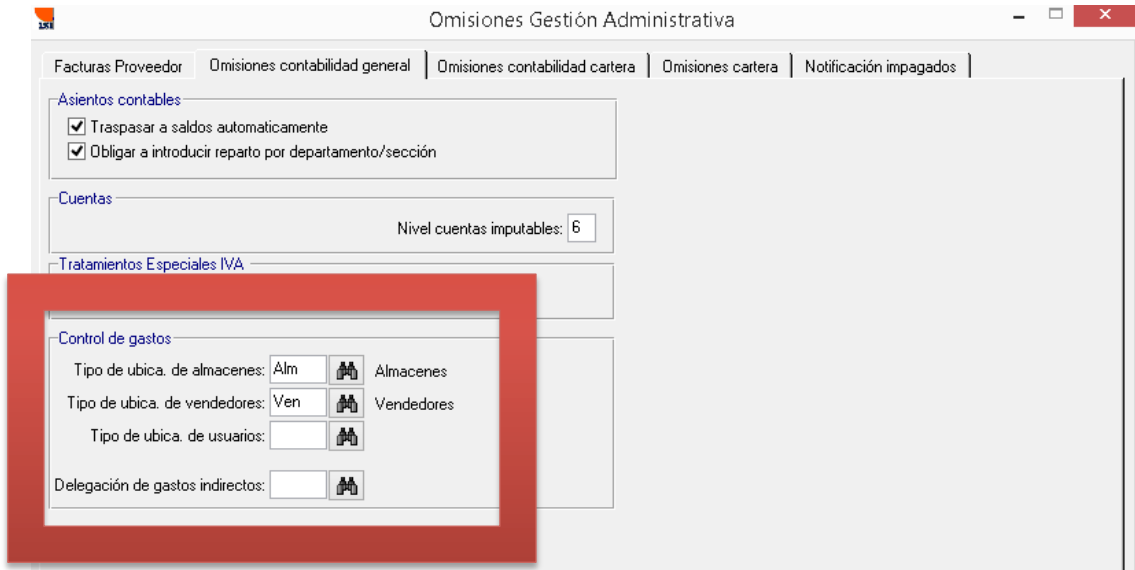 isi
Omisiones Gestión Administrativa
Facturas Proveedor Omisiones contabilidad general Omisiones contabilidad cartera Omisiones cartera Notificación impagados
Asientos contables
Traspasar a saldos automaticamente
Obligar a introducir reparto por departamento/sección
Cuentas
Nivel cuentas imputables: 6
Tratamientos Especiales IVA
Control de gastos
Tipo de ubica. de almacenes: Alm Almacenes
Tipo de ubica. de vendedores: Ven Vendedores
Tipo de ubica. de usuarios:
Delegación de gastos indirectos: